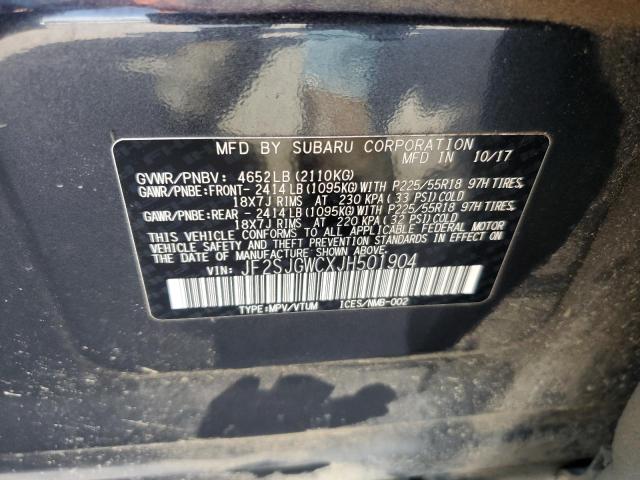 MFD BY SUBARU CORPORATION
MFD IN 10/17
GVWR/PNBV: 4652LB (2110KG)
GAWR/PNBE:FRONT- 2414 LB (1095KG) WITH P225/55R18 97H TIRES,
18X7J RIMS AT 230 KPA (33 PSI) COLD
GAWR/PNBE:REAR - 2414 LB (1095KG) WITH P225/55R18 97H TIRES,
18X7J RIMS AT 220 KPA (32 PSI) COLD
THIS VEHICLE CONFORMS TO ALL APPLICABLE FEDERAL MOTOR
VEHICLE SAFETY AND BUMPER STANDARDS IN EFFECT ON
THE DATE OF MANUFACTURE SHOWN ABOVE.
VIN: JF2SJGWCXJH501904
TYPE:MPV/VTUM ICES/NMB-002